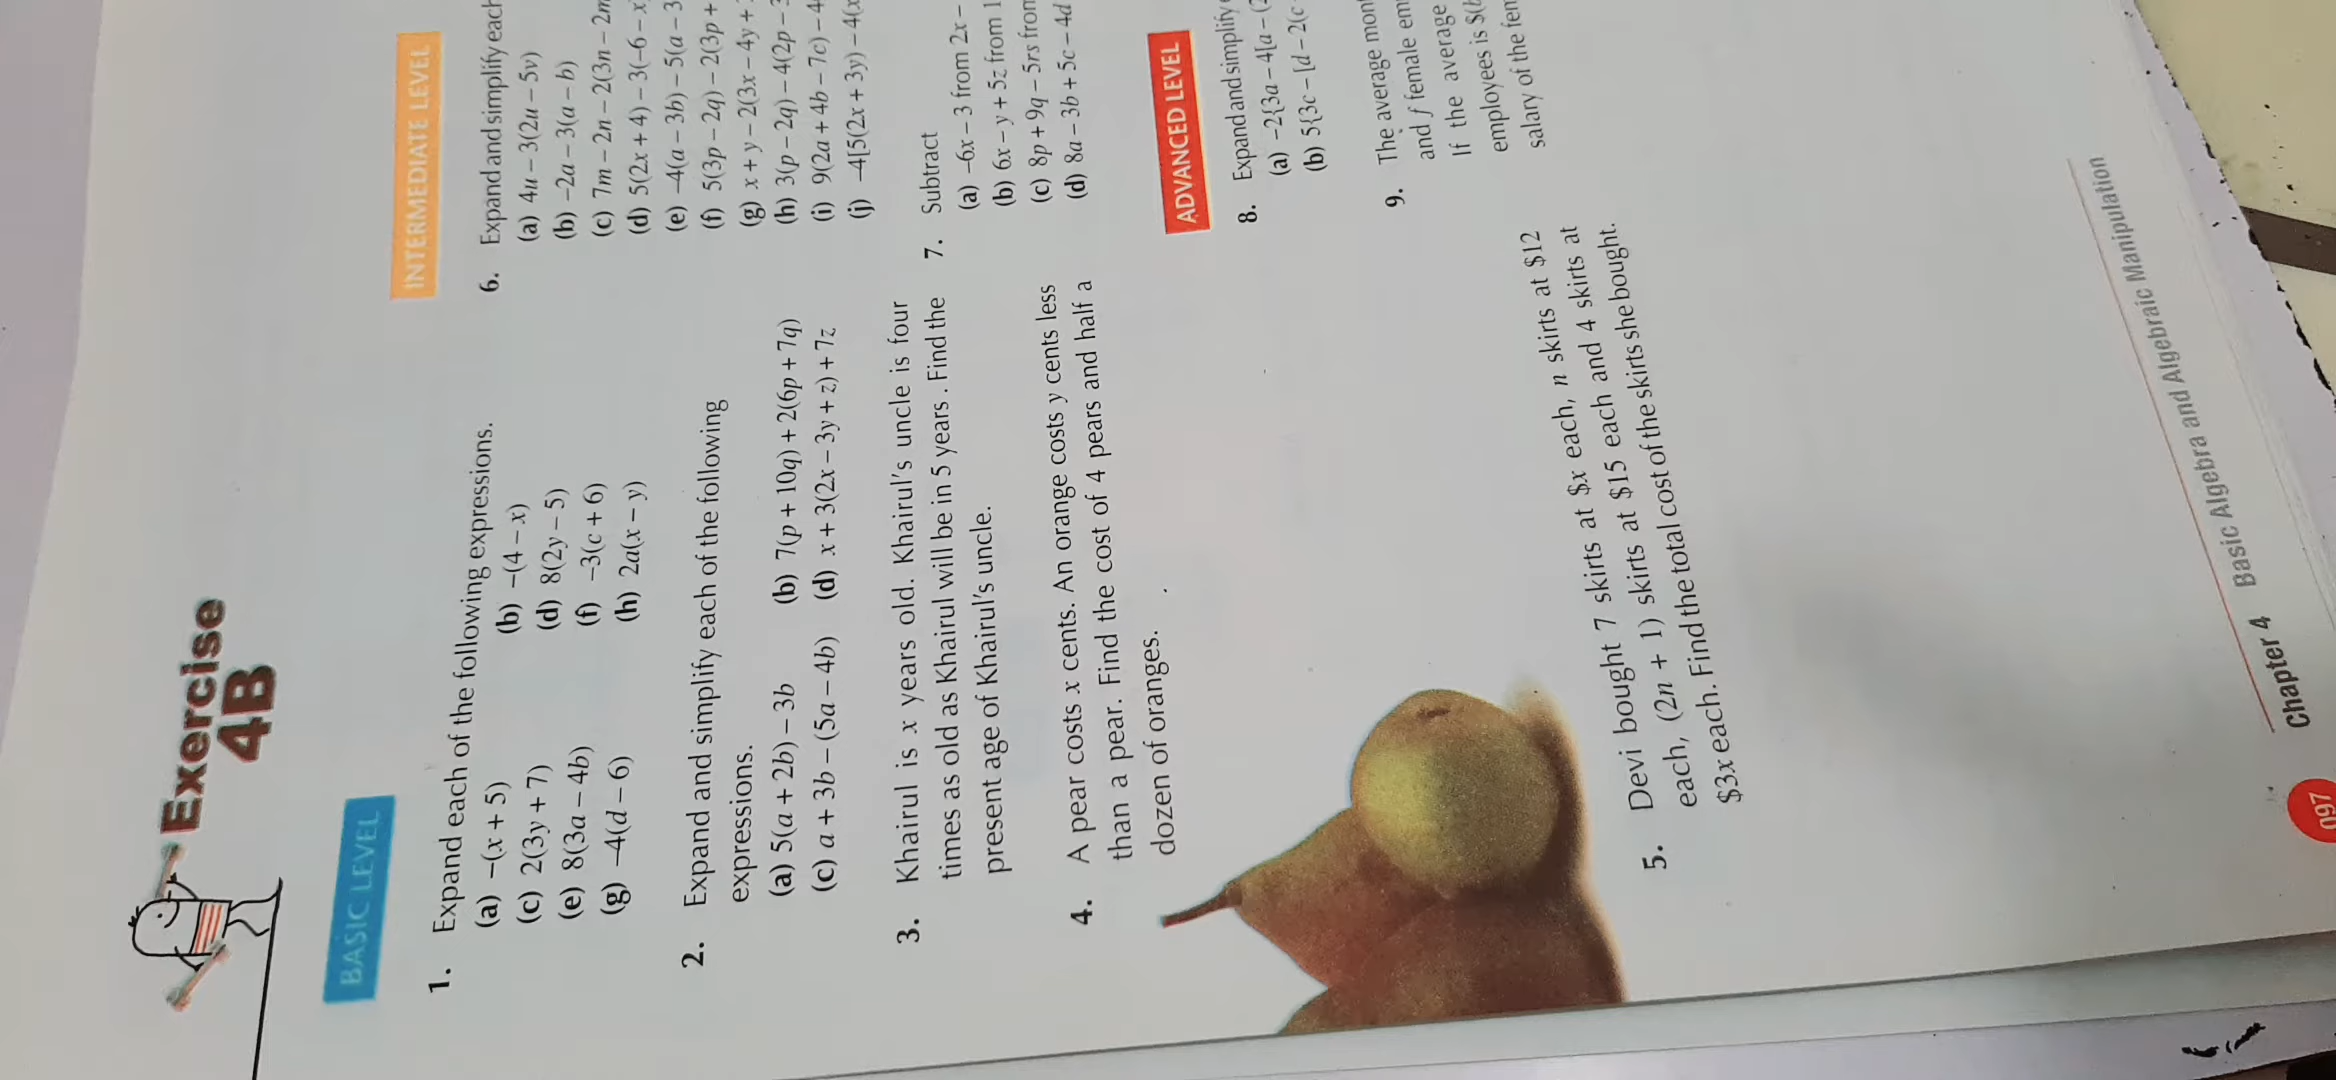 Exercise
4B
BASIC LEVEL
1. Expand each of the following expressions.
(a) –(x + 5) (b) –(4 – x)
(c) 2(3y + 7) (d) 8(2y – 5)
(e) 8(3a – 4b) (f) –3(c + 6)
(g) –4(d – 6) (h) 2a(x – y)
2. Expand and simplify each of the following
expressions.
(a) 5(a + 2b) – 3b (b) 7(p + 10q) + 2(6p + 7q)
(c) a + 3b – (5a – 4b) (d) x + 3(2x – 3y + z) + 7z
3. Khairul is x years old. Khairul's uncle is four
times as old as Khairul will be in 5 years . Find the
present age of Khairul's uncle.
4. A pear costs x cents. An orange costs y cents less
than a pear. Find the cost of 4 pears and half a
dozen of oranges.
5. Devi bought 7 skirts at $x each, n skirts at $12
each, (2n + 1) skirts at $15 each and 4 skirts at
$3x each. Find the total cost of the skirts she bought.
INTERMEDIATE LEVEL
6. Expand and simplify each
(a) 4u – 3(2u – 5v)
(b) –2a – 3(a – b)
(c) 7m – 2n – 2(3n – 2m
(d) 5(2x + 4) – 3(–6 – x
(e) –4(a – 3b) – 5(a – 3
(f) 5(3p – 2q) – 2(3p +
(g) x + y – 2(3x – 4y +
(h) 3(p – 2q) – 4(2p –
(i) 9(2a + 4b – 7c) – 4
(j) –4[5(2x + 3y) – 4(x
7. Subtract
(a) –6x – 3 from 2x –
(b) 6x – y + 5z from 1
(c) 8p + 9q – 5rs from
(d) 8a – 3b + 5c – 4d
ADVANCED LEVEL
8. Expand and simplify
(a) –2{3a – 4[a – (
(b) 5{3c – [d – 2(c
9. The average mon
and f female em
If the average
employees is $(
salary of the fem
097 Chapter 4 Basic Algebra and Algebraic Manipulation